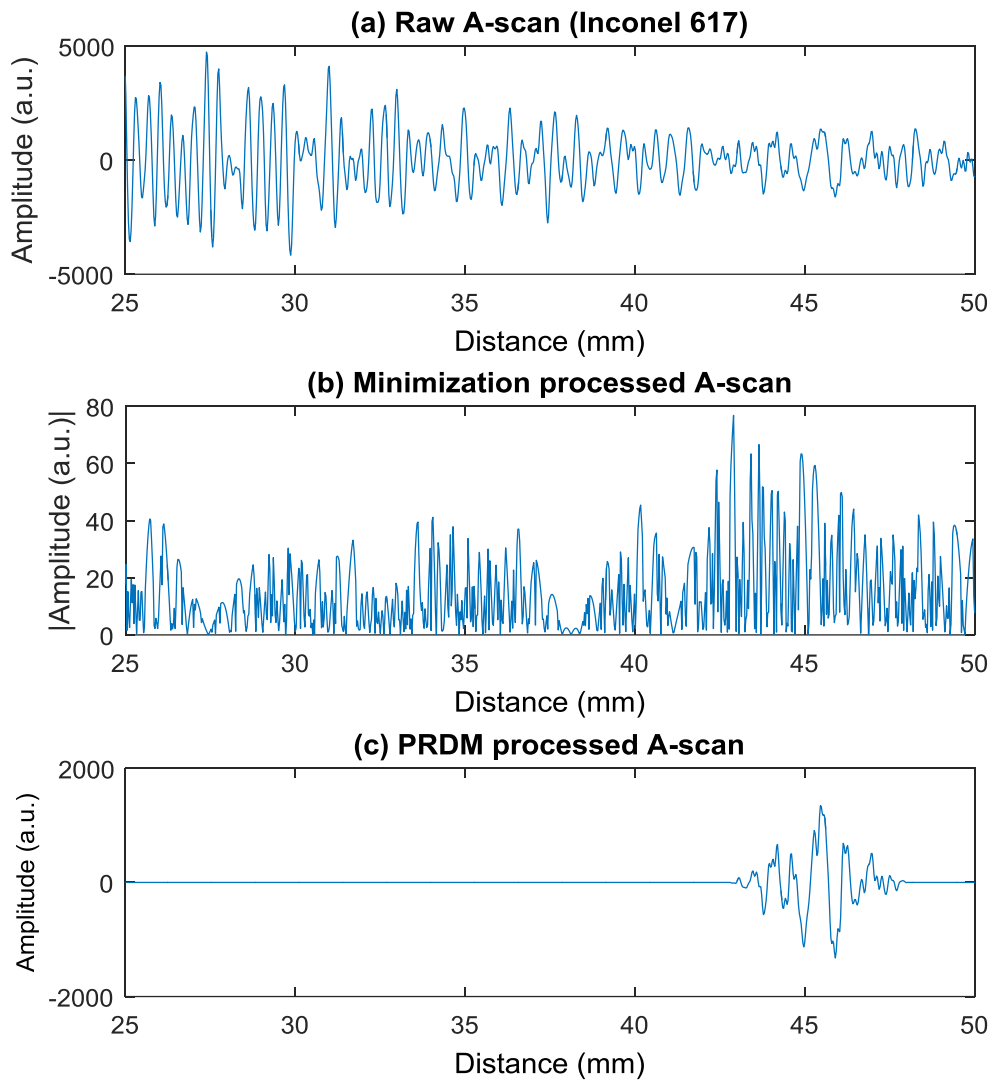 (a) Raw A-scan (Inconel 617)
Amplitude (a.u.)
5000
0
-5000
25 30 35 40 45 50
Distance (mm)
(b) Minimization processed A-scan
|Amplitude (a.u.)|
80
60
40
20
0
25 30 35 40 45 50
Distance (mm)
(c) PRDM processed A-scan
Amplitude (a.u.)
2000
0
-2000
25 30 35 40 45 50
Distance (mm)